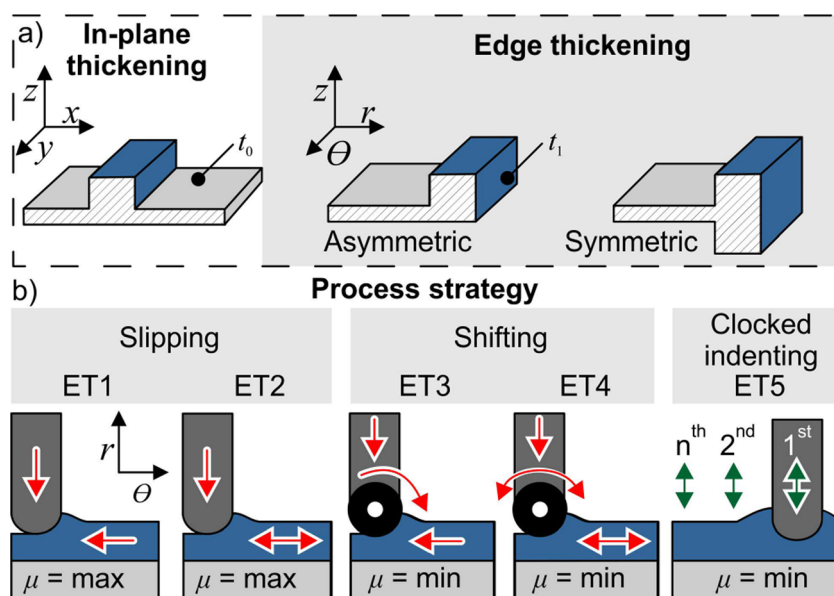 a)
In-plane
thickening
Edge thickening
z
x
y
t0
z
r
Θ
t1
Asymmetric
Symmetric
b)
Process strategy
Slipping
Shifting
Clocked
indenting
ET1
ET2
ET3
ET4
ET5
r
Θ
nth
2nd
1st
μ = max
μ = max
μ = min
μ = min
μ = min